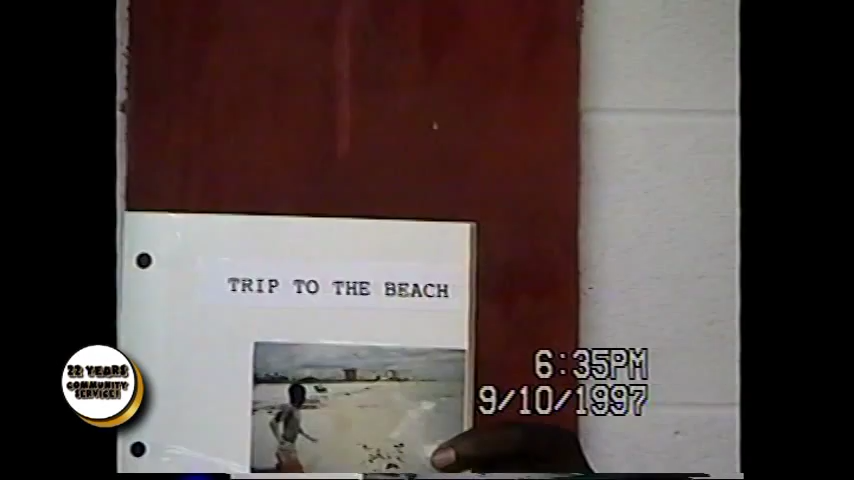 TRIP TO THE BEACH
6:35PM
9/10/1997
22 YEARS
COMMUNITY
SERVICE!